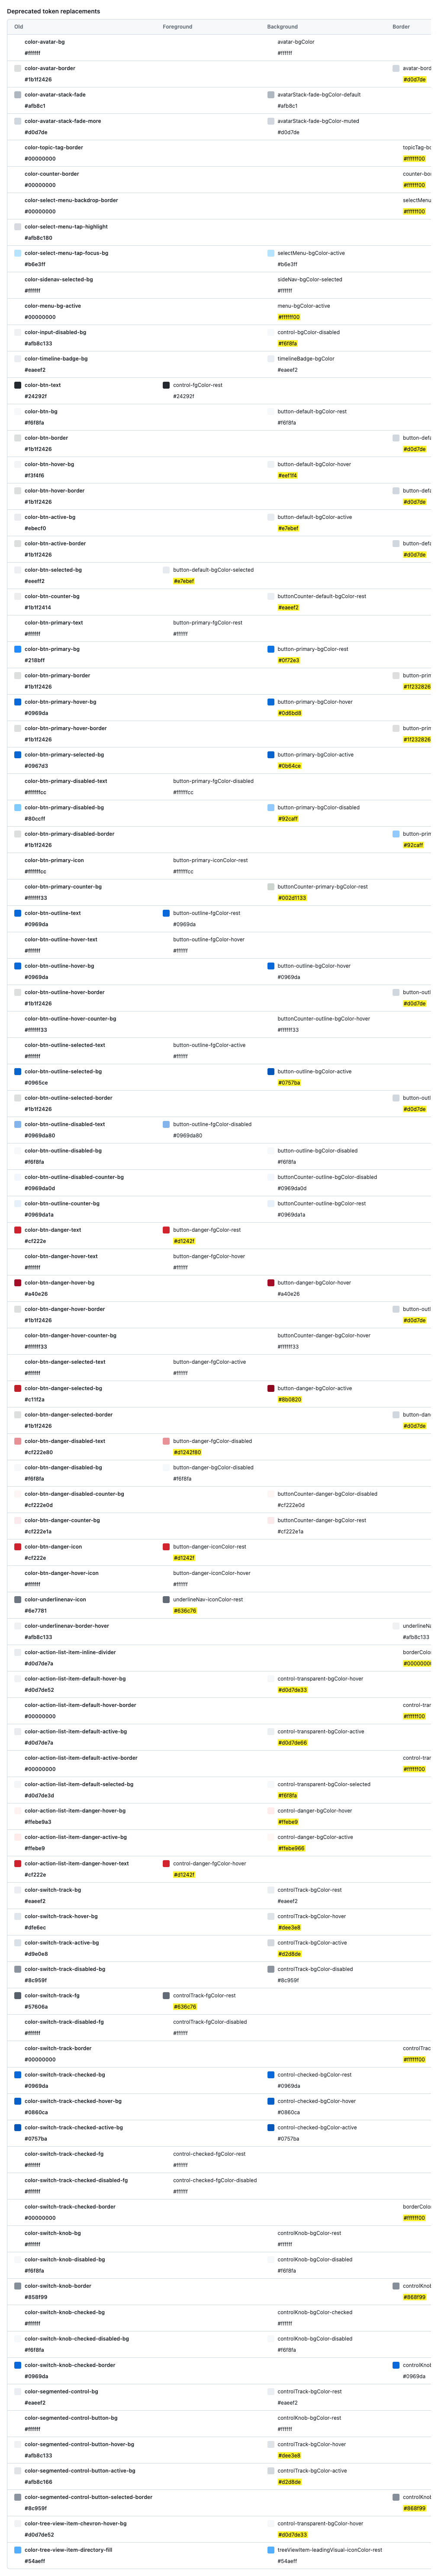 Deprecated token replacements
Old Foreground Background Border
color-avatar-bg avatar-bgColor
#ffffff #ffffff
color-avatar-border avatar-bord
#1b1f2426 #d0d7de
color-avatar-stack-fade avatarStack-fade-bgColor-default
#afb8c1 #afb8c1
color-avatar-stack-fade-more avatarStack-fade-bgColor-muted
#d0d7de #d0d7de
color-topic-tag-border topicTag-bo
#00000000 #ffffff00
color-counter-border counter-bo
#00000000 #ffffff00
color-select-menu-backdrop-border selectMenu
#00000000 #ffffff00
color-select-menu-tap-highlight
#afb8c180
color-select-menu-tap-focus-bg selectMenu-bgColor-active
#b6e3ff #b6e3ff
color-sidenav-selected-bg sideNav-bgColor-selected
#ffffff #ffffff
color-menu-bg-active menu-bgColor-active
#00000000 #ffffff00
color-input-disabled-bg control-bgColor-disabled
#afb8c133 #f6f8fa
color-timeline-badge-bg timelineBadge-bgColor
#eaeef2 #eaeef2
color-btn-text control-fgColor-rest
#24292f #24292f
color-btn-bg button-default-bgColor-rest
#f6f8fa #f6f8fa
color-btn-border button-defa
#1b1f2426 #d0d7de
color-btn-hover-bg button-default-bgColor-hover
#f3f4f6 #eef1f4
color-btn-hover-border button-defa
#1b1f2426 #d0d7de
color-btn-active-bg button-default-bgColor-active
#ebecf0 #e7ebef
color-btn-active-border button-defa
#1b1f2426 #d0d7de
color-btn-selected-bg button-default-bgColor-selected
#eeeff2 #e7ebef
color-btn-counter-bg buttonCounter-default-bgColor-rest
#1b1f2414 #eaeef2
color-btn-primary-text button-primary-fgColor-rest
#ffffff #ffffff
color-btn-primary-bg button-primary-bgColor-rest
#218bff #0f72e3
color-btn-primary-border button-prim
#1b1f2426 #1f232826
color-btn-primary-hover-bg button-primary-bgColor-hover
#0969da #0d6bd8
color-btn-primary-hover-border button-prim
#1b1f2426 #1f232826
color-btn-primary-selected-bg button-primary-bgColor-active
#0967d3 #0b64ce
color-btn-primary-disabled-text button-primary-fgColor-disabled
#ffffffcc #ffffffcc
color-btn-primary-disabled-bg button-primary-bgColor-disabled
#80ccff #92caff
color-btn-primary-disabled-border button-prim
#1b1f2426 #92caff
color-btn-primary-icon button-primary-iconColor-rest
#ffffffcc #ffffffcc
color-btn-primary-counter-bg buttonCounter-primary-bgColor-rest
#ffffff33 #002d1133
color-btn-outline-text button-outline-fgColor-rest
#0969da #0969da
color-btn-outline-hover-text button-outline-fgColor-hover
#ffffff #ffffff
color-btn-outline-hover-bg button-outline-bgColor-hover
#0969da #0969da
color-btn-outline-hover-border button-outl
#1b1f2426 #d0d7de
color-btn-outline-hover-counter-bg buttonCounter-outline-bgColor-hover
#ffffff33 #ffffff33
color-btn-outline-selected-text button-outline-fgColor-active
#ffffff #ffffff
color-btn-outline-selected-bg button-outline-bgColor-active
#0965ce #0757ba
color-btn-outline-selected-border button-outl
#1b1f2426 #d0d7de
color-btn-outline-disabled-text button-outline-fgColor-disabled
#0969da80 #0969da80
color-btn-outline-disabled-bg button-outline-bgColor-disabled
#f6f8fa #f6f8fa
color-btn-outline-disabled-counter-bg buttonCounter-outline-bgColor-disabled
#0969da0d #0969da0d
color-btn-outline-counter-bg buttonCounter-outline-bgColor-rest
#0969da1a #0969da1a
color-btn-danger-text button-danger-fgColor-rest
#cf222e #d1242f
color-btn-danger-hover-text button-danger-fgColor-hover
#ffffff #ffffff
color-btn-danger-hover-bg button-danger-bgColor-hover
#a40e26 #a40e26
color-btn-danger-hover-border button-outl
#1b1f2426 #d0d7de
color-btn-danger-hover-counter-bg buttonCounter-danger-bgColor-hover
#ffffff33 #ffffff33
color-btn-danger-selected-text button-danger-fgColor-active
#ffffff #ffffff
color-btn-danger-selected-bg button-danger-bgColor-active
#c11f2a #8b0820
color-btn-danger-selected-border button-dan
#1b1f2426 #d0d7de
color-btn-danger-disabled-text button-danger-fgColor-disabled
#cf222e80 #d1242f80
color-btn-danger-disabled-bg button-danger-bgColor-disabled
#f6f8fa #f6f8fa
color-btn-danger-disabled-counter-bg buttonCounter-danger-bgColor-disabled
#cf222e0d #cf222e0d
color-btn-danger-counter-bg buttonCounter-danger-bgColor-rest
#cf222e1a #cf222e1a
color-btn-danger-icon button-danger-iconColor-rest
#cf222e #d1242f
color-btn-danger-hover-icon button-danger-iconColor-hover
#ffffff #ffffff
color-underlinenav-icon underlineNav-iconColor-rest
#6e7781 #636c76
color-underlinenav-border-hover underlineNa
#afb8c133 #afb8c133
color-action-list-item-inline-divider borderColo
#d0d7de7a #0000000
color-action-list-item-default-hover-bg control-transparent-bgColor-hover
#d0d7de52 #d0d7de33
color-action-list-item-default-hover-border control-tran
#00000000 #ffffff00
color-action-list-item-default-active-bg control-transparent-bgColor-active
#d0d7de7a #d0d7de66
color-action-list-item-default-active-border control-tran
#00000000 #ffffff00
color-action-list-item-default-selected-bg control-transparent-bgColor-selected
#d0d7de3d #f6f8fa
color-action-list-item-danger-hover-bg control-danger-bgColor-hover
#ffebe9a3 #ffebe9
color-action-list-item-danger-active-bg control-danger-bgColor-active
#ffebe9 #ffebe966
color-action-list-item-danger-hover-text control-danger-fgColor-hover
#cf222e #d1242f
color-switch-track-bg controlTrack-bgColor-rest
#eaeef2 #eaeef2
color-switch-track-hover-bg controlTrack-bgColor-hover
#dfe6ec #dee3e8
color-switch-track-active-bg controlTrack-bgColor-active
#d9e0e8 #d2d8de
color-switch-track-disabled-bg controlTrack-bgColor-disabled
#8c959f #8c959f
color-switch-track-fg controlTrack-fgColor-rest
#57606a #636c76
color-switch-track-disabled-fg controlTrack-fgColor-disabled
#ffffff #ffffff
color-switch-track-border controlTrac
#00000000 #ffffff00
color-switch-track-checked-bg control-checked-bgColor-rest
#0969da #0969da
color-switch-track-checked-hover-bg control-checked-bgColor-hover
#0860ca #0860ca
color-switch-track-checked-active-bg control-checked-bgColor-active
#0757ba #0757ba
color-switch-track-checked-fg control-checked-fgColor-rest
#ffffff #ffffff
color-switch-track-checked-disabled-fg control-checked-fgColor-disabled
#ffffff #ffffff
color-switch-track-checked-border borderColo
#00000000 #ffffff00
color-switch-knob-bg controlKnob-bgColor-rest
#ffffff #ffffff
color-switch-knob-disabled-bg controlKnob-bgColor-disabled
#f6f8fa #f6f8fa
color-switch-knob-border controlKnob
#858f99 #868f99
color-switch-knob-checked-bg controlKnob-bgColor-checked
#ffffff #ffffff
color-switch-knob-checked-disabled-bg controlKnob-bgColor-disabled
#f6f8fa #f6f8fa
color-switch-knob-checked-border controlKnob
#0969da #0969da
color-segmented-control-bg controlTrack-bgColor-rest
#eaeef2 #eaeef2
color-segmented-control-button-bg controlKnob-bgColor-rest
#ffffff #ffffff
color-segmented-control-button-hover-bg controlTrack-bgColor-hover
#afb8c133 #dee3e8
color-segmented-control-button-active-bg controlTrack-bgColor-active
#afb8c166 #d2d8de
color-segmented-control-button-selected-border controlKnob
#8c959f #868f99
color-tree-view-item-chevron-hover-bg control-transparent-bgColor-hover
#d0d7de52 #d0d7de33
color-tree-view-item-directory-fill treeViewItem-leadingVisual-iconColor-rest
#54aeff #54aeff